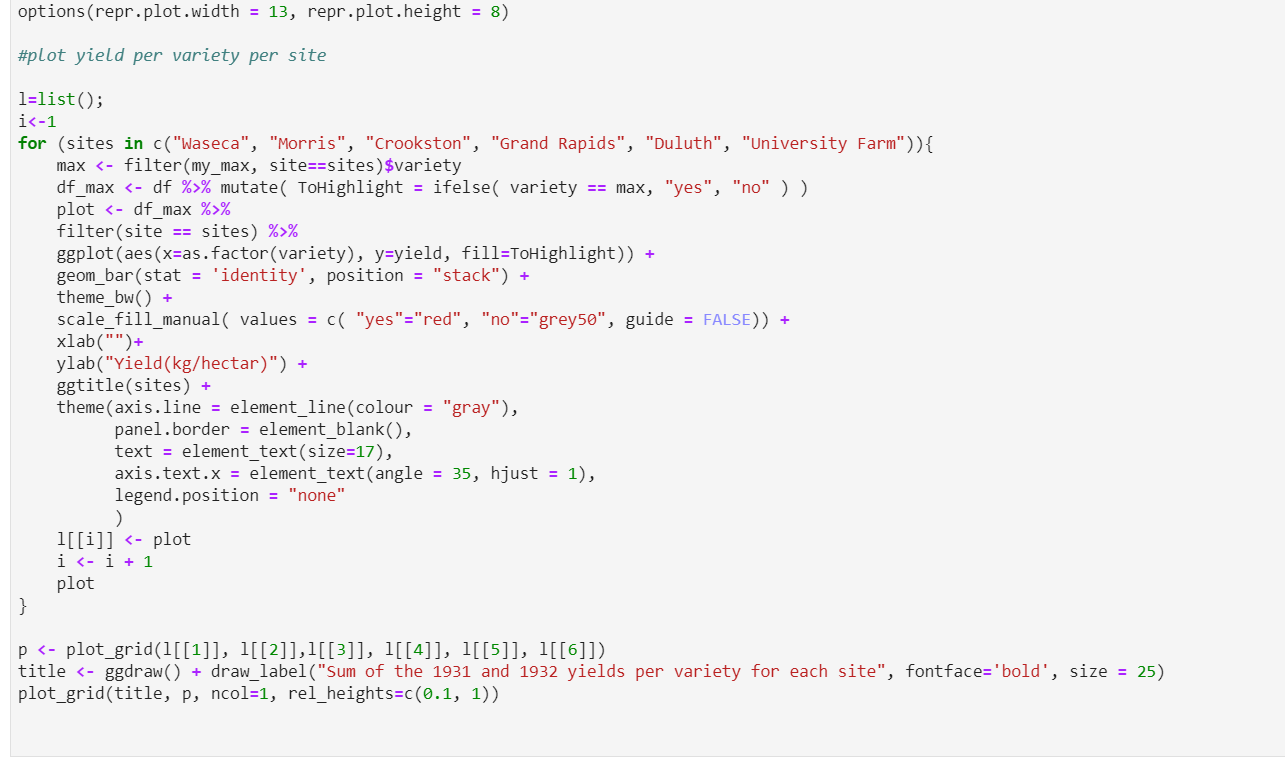 options(repr.plot.width = 13, repr.plot.height = 8)
#plot yield per variety per site
l=list();
i<-1
for (sites in c("Waseca", "Morris", "Crookston", "Grand Rapids", "Duluth", "University Farm")){
    max <- filter(my_max, site==sites)$variety
    df_max <- df %>% mutate( ToHighlight = ifelse( variety == max, "yes", "no" ) )
    plot <- df_max %>%
    filter(site == sites) %>%
    ggplot(aes(x=as.factor(variety), y=yield, fill=ToHighlight)) +
    geom_bar(stat = 'identity', position = "stack") +
    theme_bw() +
    scale_fill_manual( values = c( "yes"="red", "no"="grey50", guide = FALSE)) +
    xlab("")+
    ylab("Yield(kg/hectar)") +
    ggtitle(sites) +
    theme(axis.line = element_line(colour = "gray"),
          panel.border = element_blank(),
          text = element_text(size=17),
          axis.text.x = element_text(angle = 35, hjust = 1),
          legend.position = "none"
          )
    l[[i]] <- plot
    i <- i + 1
    plot
}
p <- plot_grid(l[[1]], l[[2]],l[[3]], l[[4]], l[[5]], l[[6]])
title <- ggdraw() + draw_label("Sum of the 1931 and 1932 yields per variety for each site", fontface='bold', size = 25)
plot_grid(title, p, ncol=1, rel_heights=c(0.1, 1))